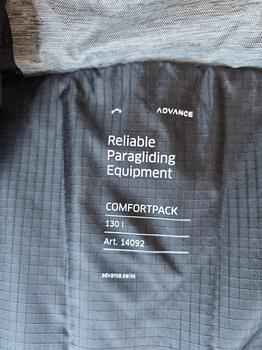 ADVANCE
Reliable
Paragliding
Equipment
COMFORTPACK
130 l
Art. 14092
advance.swiss